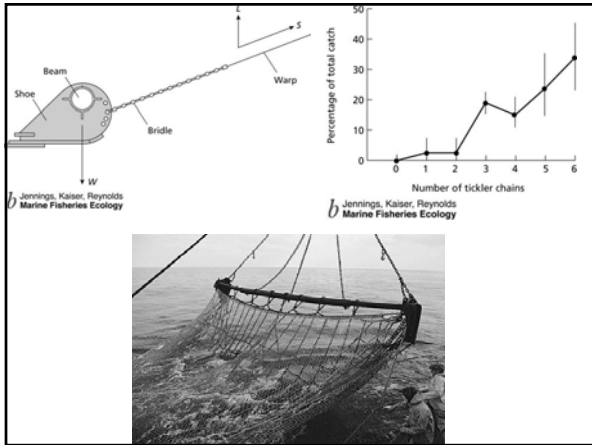 L
S
Beam
Shoe
Warp
Bridle
W
b Jennings, Kaiser, Reynolds
Marine Fisheries Ecology
Percentage of total catch
50
40
30
20
10
0
0 1 2 3 4 5 6
Number of tickler chains
b Jennings, Kaiser, Reynolds
Marine Fisheries Ecology